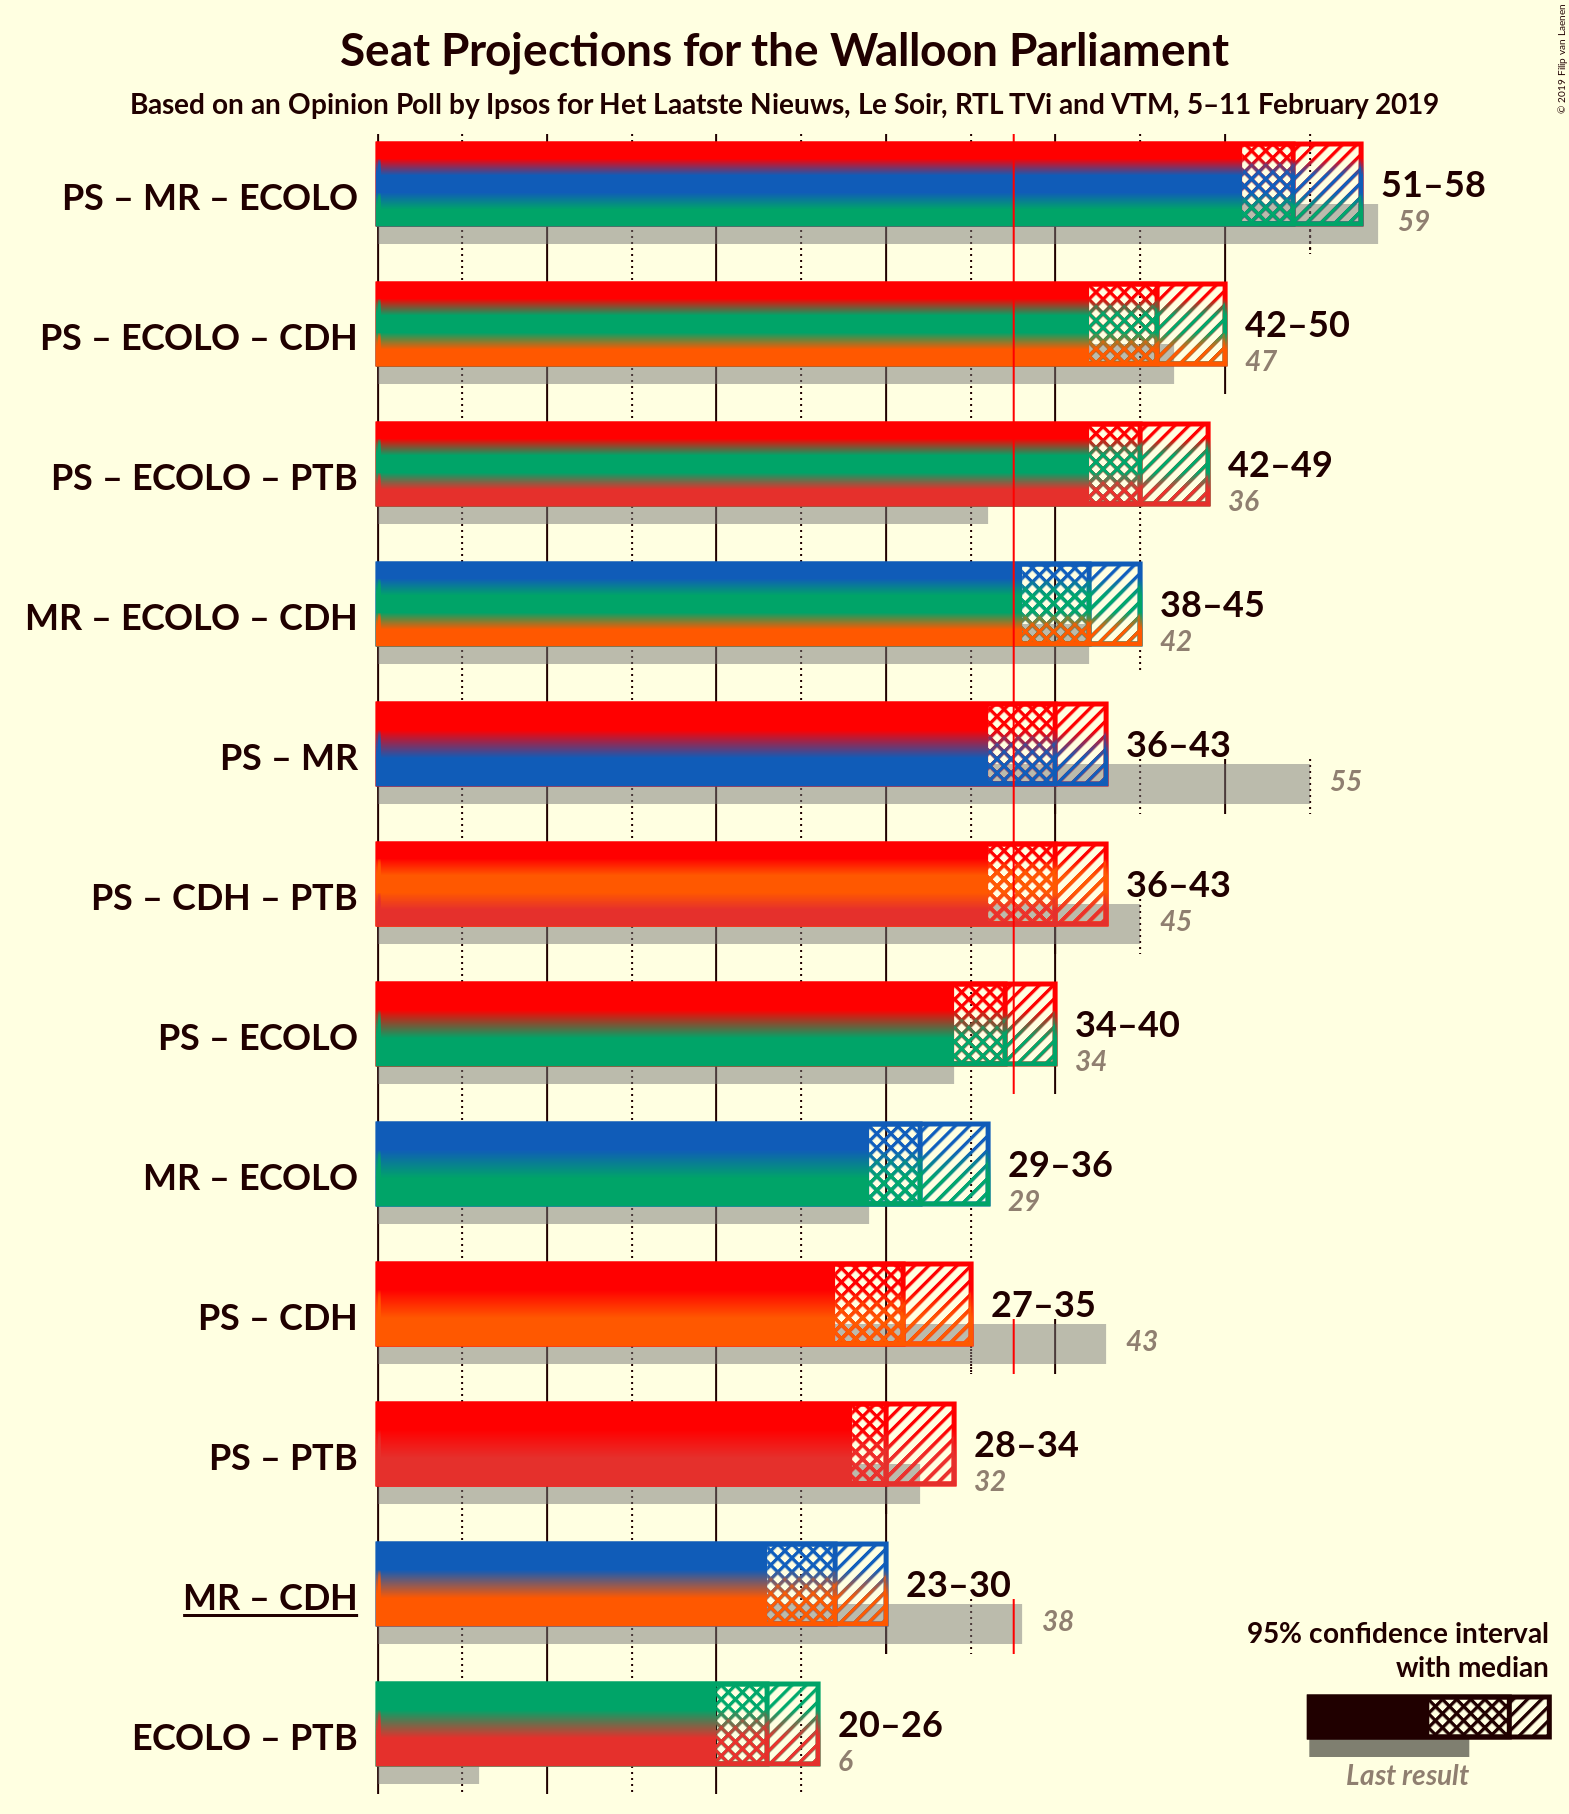 Seat Projections for the Walloon Parliament
Based on an Opinion Poll by Ipsos for Het Laatste Nieuws, Le Soir, RTL TVi and VTM, 5–11 February 2019
© 2019 Filip van Laenen
PS – MR – ECOLO
51–58
59
PS – ECOLO – CDH
42–50
47
PS – ECOLO – PTB
42–49
36
MR – ECOLO – CDH
38–45
42
PS – MR
36–43
55
PS – CDH – PTB
36–43
45
PS – ECOLO
34–40
34
MR – ECOLO
29–36
29
PS – CDH
27–35
43
PS – PTB
28–34
32
MR – CDH
23–30
38
ECOLO – PTB
20–26
6
95% confidence interval
with median
Last result